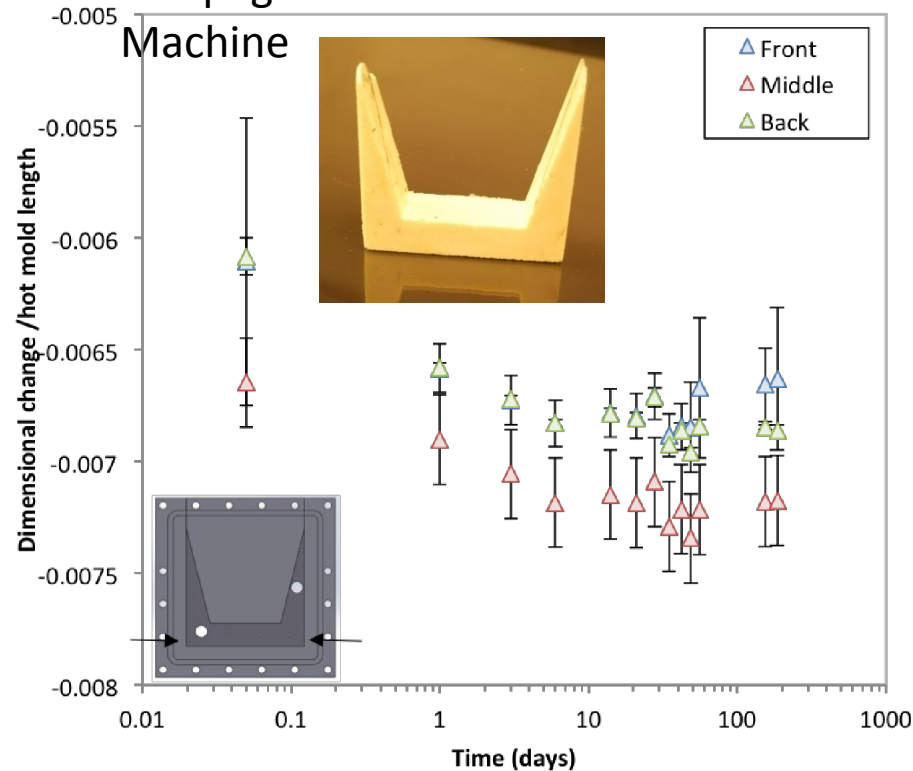 Machine
Front
Middle
Back
-0.005
-0.0055
-0.006
-0.0065
-0.007
-0.0075
-0.008
Dimensional change /hot mold length
0.01
0.1
1
10
100
1000
Time (days)